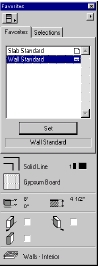 Favorites
Favorites Selections
Slab Standard
Wall Standard
Set
Wall Standard
Solid Line 1
Gypsum Board
0" 4 1/2"
0"
Walls - Interior